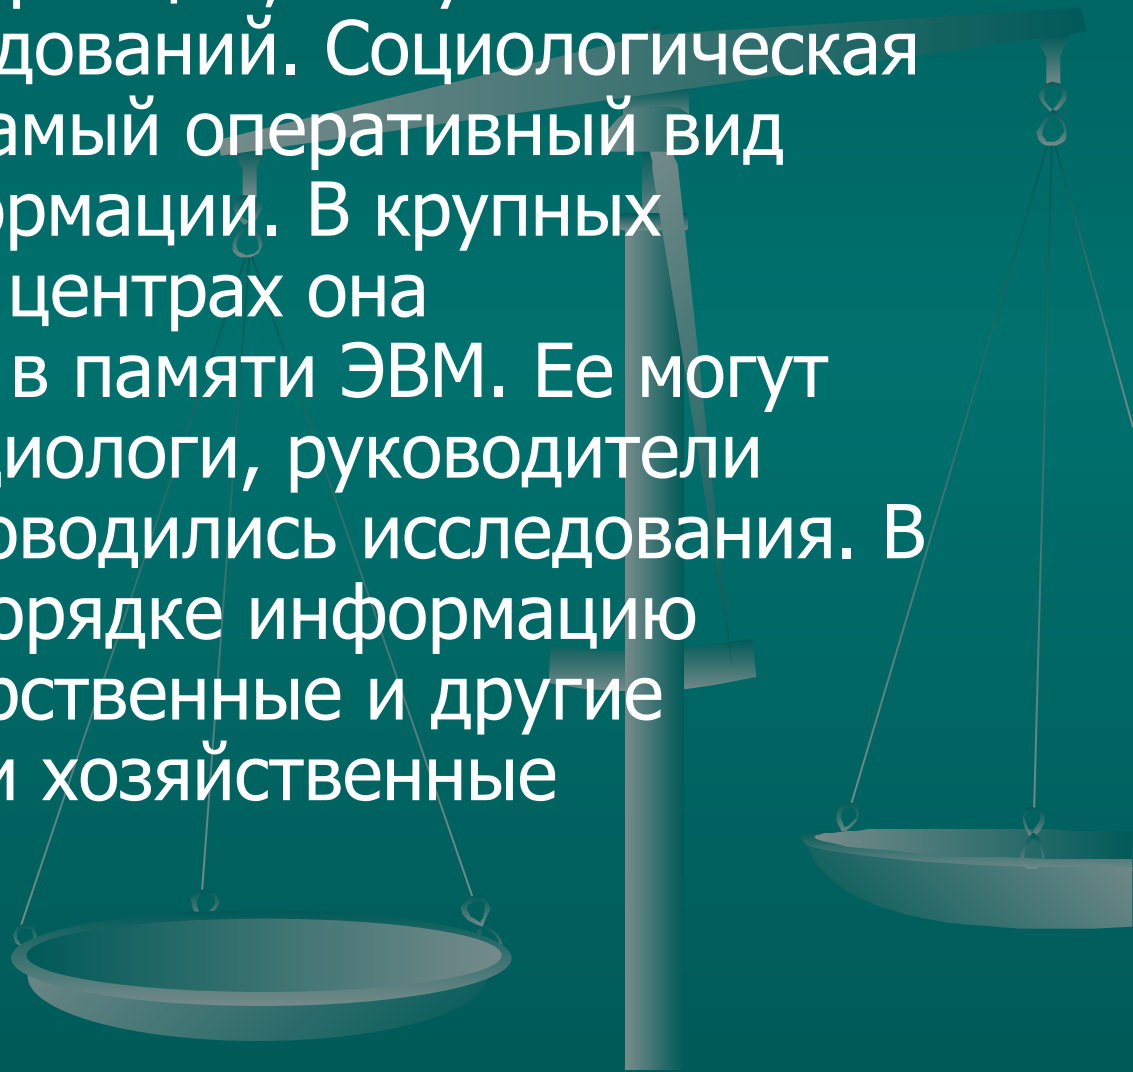 дований. Социологическая
амый оперативный вид
рмации. В крупных
центрах она
в памяти ЭВМ. Ее могут
циологи, руководители
оводились исследования. В
орядке информацию
рственные и другие
и хозяйственные